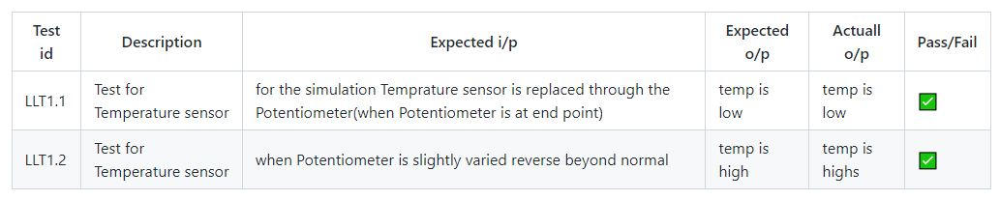 Test id
Description
Expected i/p
Expected o/p
Actuall o/p
Pass/Fail
LLT1.1
Test for
Temperature sensor
for the simulation Temprature sensor is replaced through the
Potentiometer(when Potentiometer is at end point)
temp is
low
temp is
low
LLT1.2
Test for
Temperature sensor
when Potentiometer is slightly varied reverse beyond normal
temp is
high
temp is
highs